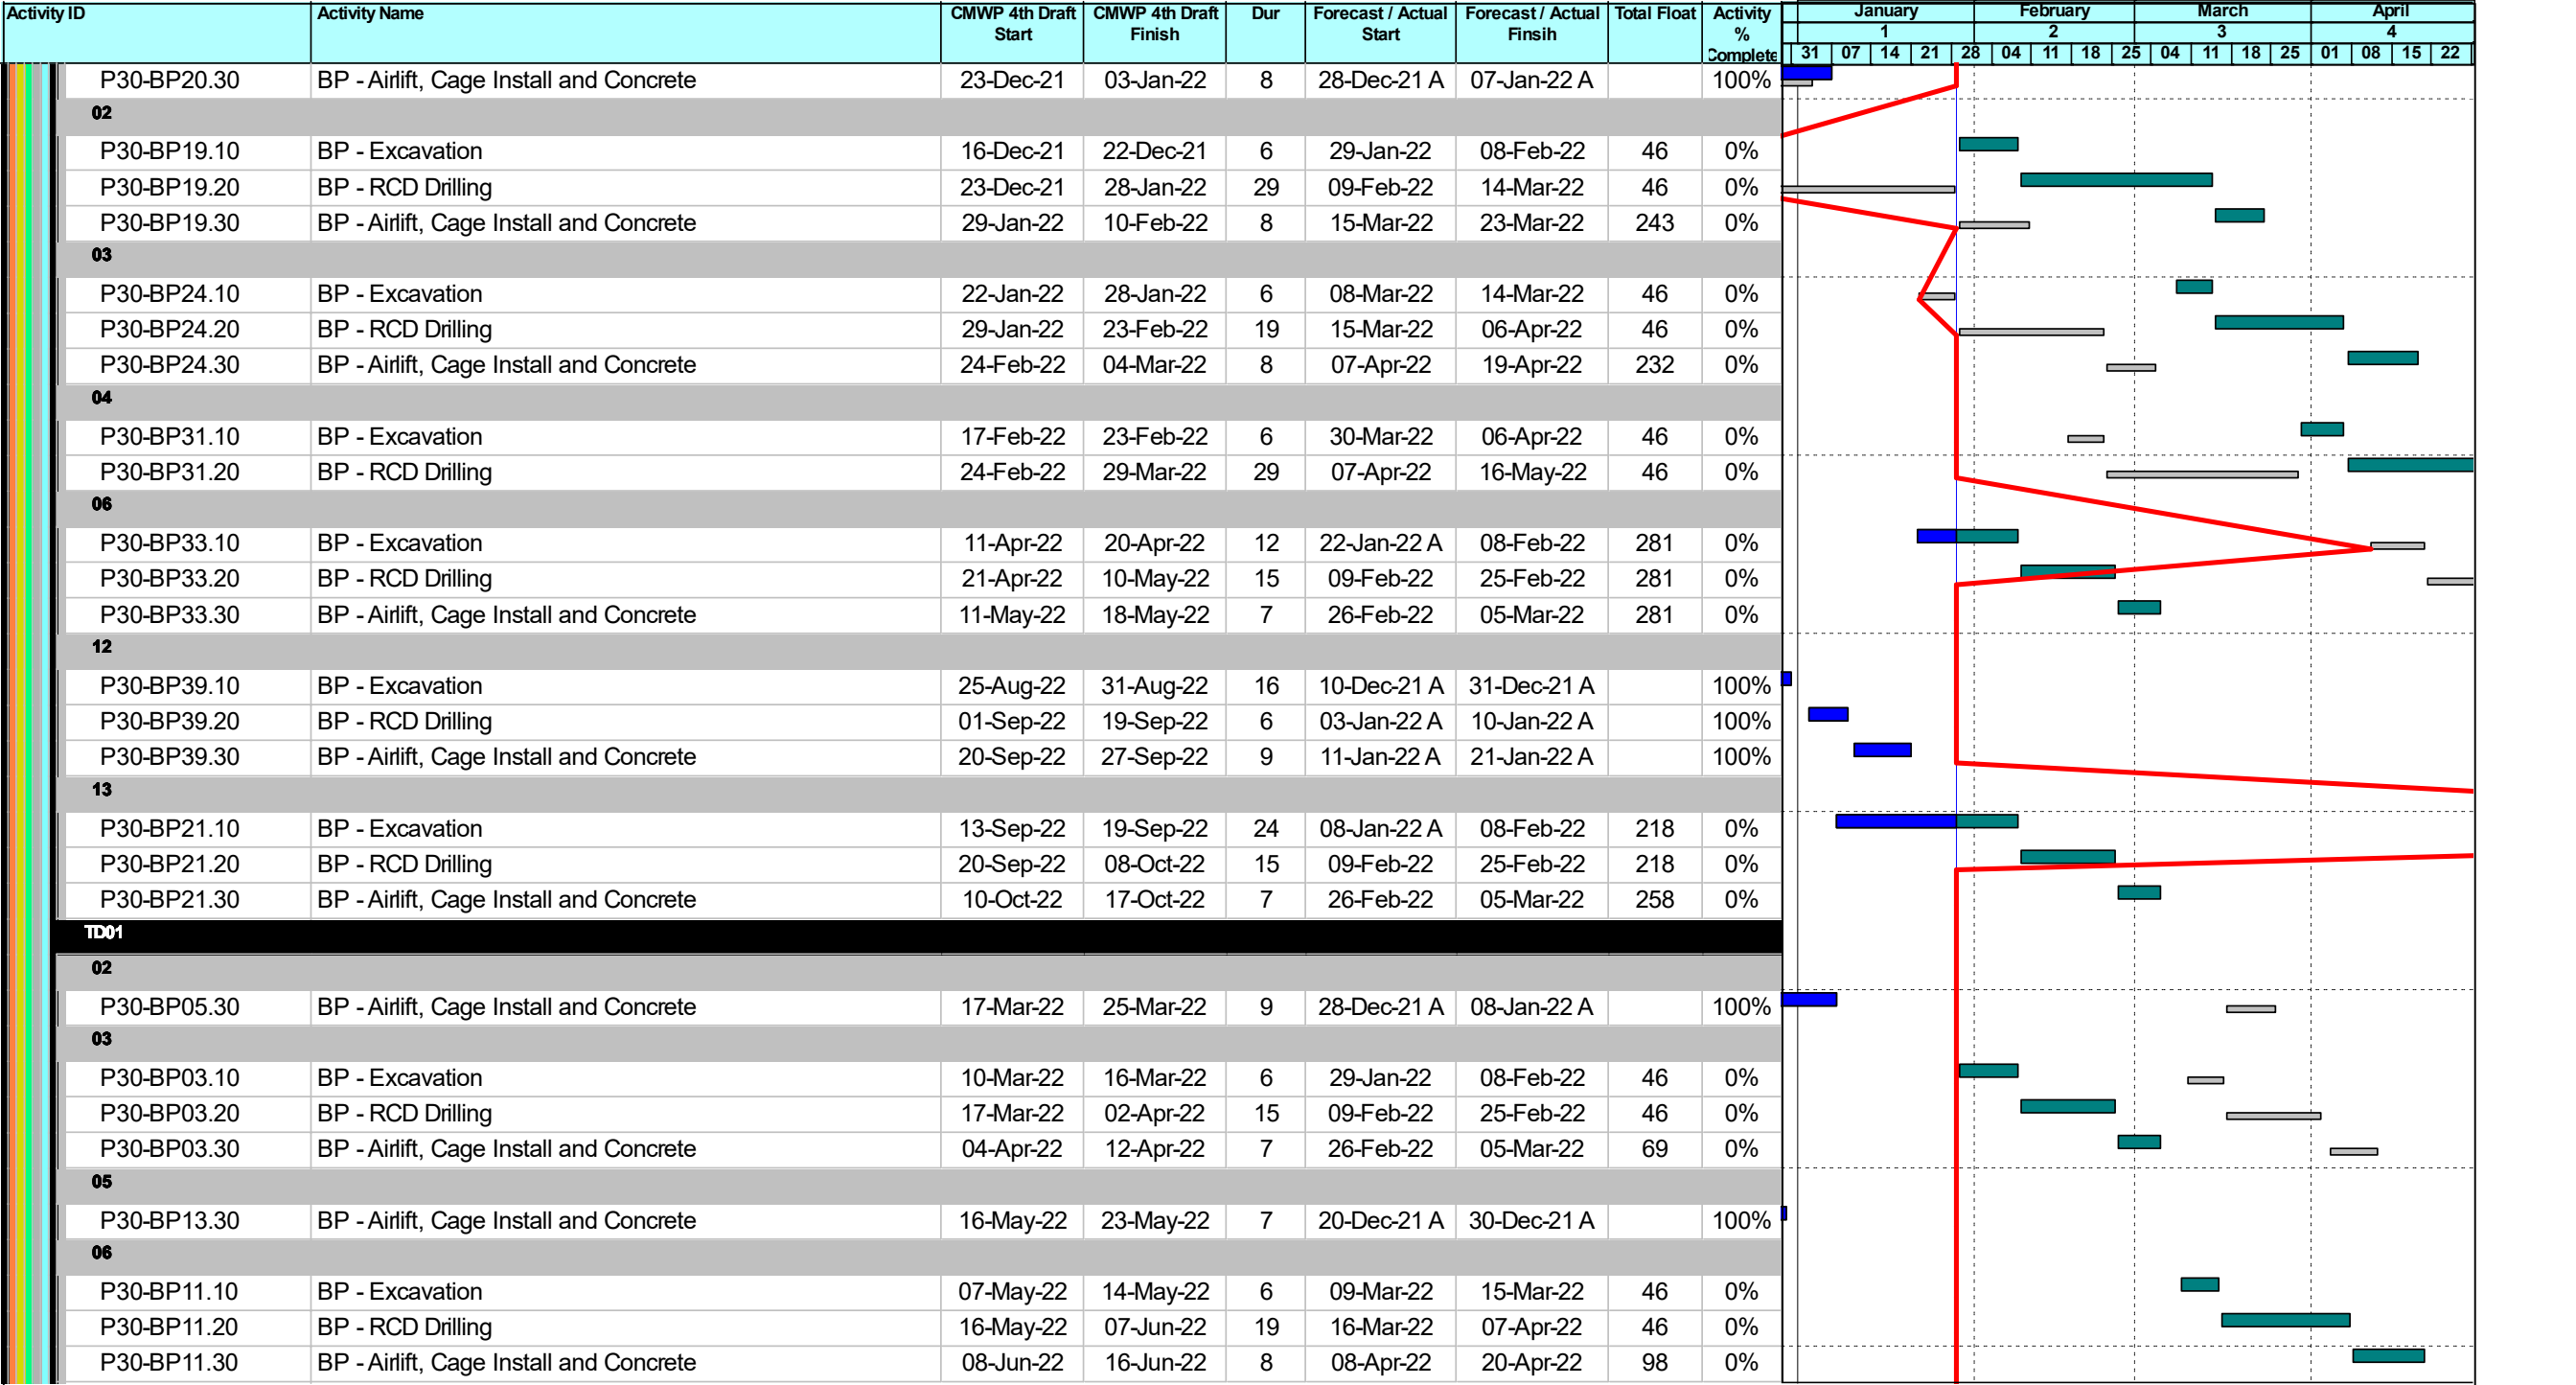 Activity ID Activity Name CMWP 4th Draft Start CMWP 4th Draft Finish Dur Forecast / Actual Start Forecast / Actual Finsih Total Float Activity % Complete January February March April
1 2 3 4
31 07 14 21 28 04 11 18 25 04 11 18 25 01 08 15 22
P30-BP20.30 BP - Airlift, Cage Install and Concrete 23-Dec-21 03-Jan-22 8 28-Dec-21 A 07-Jan-22 A 100%
02
P30-BP19.10 BP - Excavation 16-Dec-21 22-Dec-21 6 29-Jan-22 08-Feb-22 46 0%
P30-BP19.20 BP - RCD Drilling 23-Dec-21 28-Jan-22 29 09-Feb-22 14-Mar-22 46 0%
P30-BP19.30 BP - Airlift, Cage Install and Concrete 29-Jan-22 10-Feb-22 8 15-Mar-22 23-Mar-22 243 0%
03
P30-BP24.10 BP - Excavation 22-Jan-22 28-Jan-22 6 08-Mar-22 14-Mar-22 46 0%
P30-BP24.20 BP - RCD Drilling 29-Jan-22 23-Feb-22 19 15-Mar-22 06-Apr-22 46 0%
P30-BP24.30 BP - Airlift, Cage Install and Concrete 24-Feb-22 04-Mar-22 8 07-Apr-22 19-Apr-22 232 0%
04
P30-BP31.10 BP - Excavation 17-Feb-22 23-Feb-22 6 30-Mar-22 06-Apr-22 46 0%
P30-BP31.20 BP - RCD Drilling 24-Feb-22 29-Mar-22 29 07-Apr-22 16-May-22 46 0%
06
P30-BP33.10 BP - Excavation 11-Apr-22 20-Apr-22 12 22-Jan-22 A 08-Feb-22 281 0%
P30-BP33.20 BP - RCD Drilling 21-Apr-22 10-May-22 15 09-Feb-22 25-Feb-22 281 0%
P30-BP33.30 BP - Airlift, Cage Install and Concrete 11-May-22 18-May-22 7 26-Feb-22 05-Mar-22 281 0%
12
P30-BP39.10 BP - Excavation 25-Aug-22 31-Aug-22 16 10-Dec-21 A 31-Dec-21 A 100%
P30-BP39.20 BP - RCD Drilling 01-Sep-22 19-Sep-22 6 03-Jan-22 A 10-Jan-22 A 100%
P30-BP39.30 BP - Airlift, Cage Install and Concrete 20-Sep-22 27-Sep-22 9 11-Jan-22 A 21-Jan-22 A 100%
13
P30-BP21.10 BP - Excavation 13-Sep-22 19-Sep-22 24 08-Jan-22 A 08-Feb-22 218 0%
P30-BP21.20 BP - RCD Drilling 20-Sep-22 08-Oct-22 15 09-Feb-22 25-Feb-22 218 0%
P30-BP21.30 BP - Airlift, Cage Install and Concrete 10-Oct-22 17-Oct-22 7 26-Feb-22 05-Mar-22 258 0%
TD01
02
P30-BP05.30 BP - Airlift, Cage Install and Concrete 17-Mar-22 25-Mar-22 9 28-Dec-21 A 08-Jan-22 A 100%
03
P30-BP03.10 BP - Excavation 10-Mar-22 16-Mar-22 6 29-Jan-22 08-Feb-22 46 0%
P30-BP03.20 BP - RCD Drilling 17-Mar-22 02-Apr-22 15 09-Feb-22 25-Feb-22 46 0%
P30-BP03.30 BP - Airlift, Cage Install and Concrete 04-Apr-22 12-Apr-22 7 26-Feb-22 05-Mar-22 69 0%
05
P30-BP13.30 BP - Airlift, Cage Install and Concrete 16-May-22 23-May-22 7 20-Dec-21 A 30-Dec-21 A 100%
06
P30-BP11.10 BP - Excavation 07-May-22 14-May-22 6 09-Mar-22 15-Mar-22 46 0%
P30-BP11.20 BP - RCD Drilling 16-May-22 07-Jun-22 19 16-Mar-22 07-Apr-22 46 0%
P30-BP11.30 BP - Airlift, Cage Install and Concrete 08-Jun-22 16-Jun-22 8 08-Apr-22 20-Apr-22 98 0%